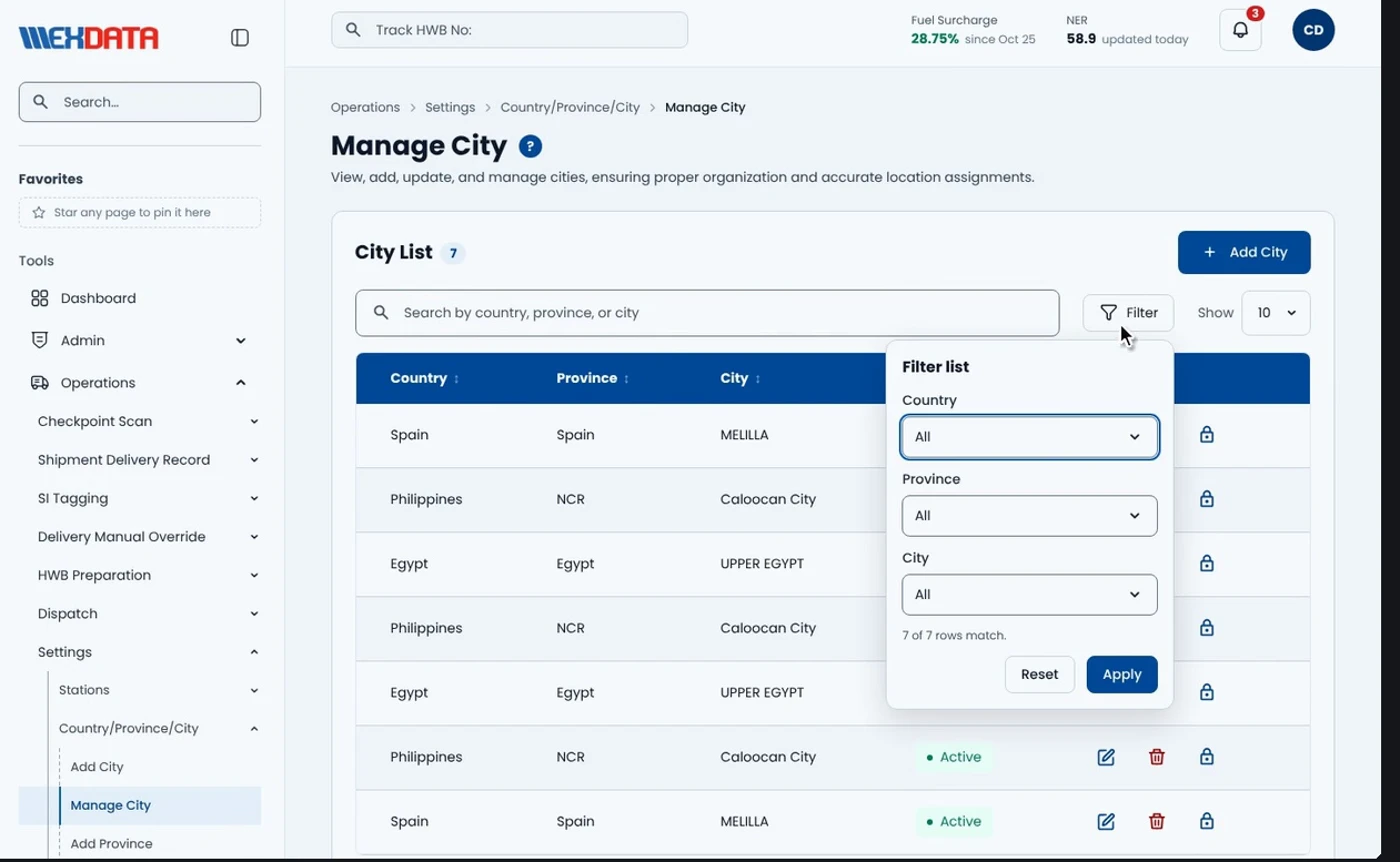 WEXDATA
Search...
Favorites
Star any page to pin it here
Tools
Dashboard
Admin
Operations
Checkpoint Scan
Shipment Delivery Record
SI Tagging
Delivery Manual Override
HWB Preparation
Dispatch
Settings
Stations
Country/Province/City
Add City
Manage City
Add Province
Track HWB No:
Fuel Surcharge
28.75% since Oct 25
NER
58.9 updated today
3
CD
Operations > Settings > Country/Province/City > Manage City
Manage City ?
View, add, update, and manage cities, ensuring proper organization and accurate location assignments.
City List 7
+ Add City
Search by country, province, or city
Filter
Show 10
Country ↕ Province ↕ City ↕
Spain Spain MELILLA
Philippines NCR Caloocan City
Egypt Egypt UPPER EGYPT
Philippines NCR Caloocan City
Egypt Egypt UPPER EGYPT
Philippines NCR Caloocan City Active
Spain Spain MELILLA Active
Filter list
Country
All
Province
All
City
All
7 of 7 rows match.
Reset Apply